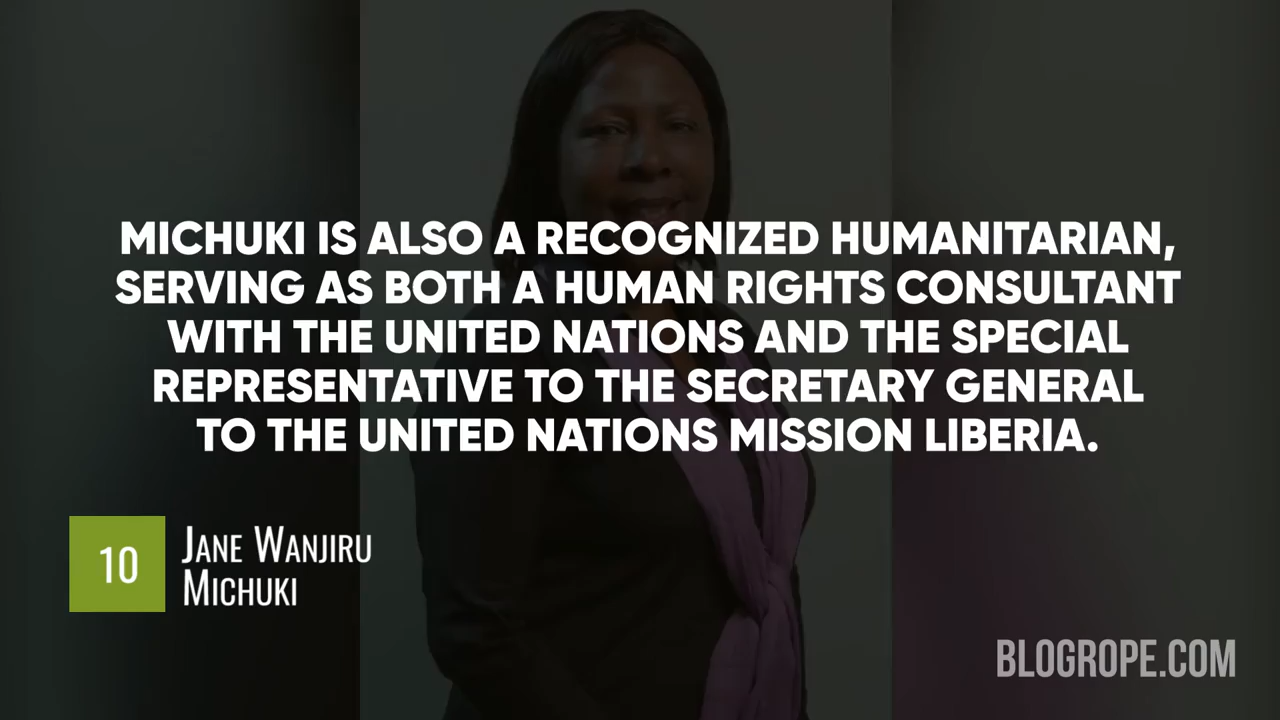 MICHUKI IS ALSO A RECOGNIZED HUMANITARIAN,
SERVING AS BOTH A HUMAN RIGHTS CONSULTANT
WITH THE UNITED NATIONS AND THE SPECIAL
REPRESENTATIVE TO THE SECRETARY GENERAL
TO THE UNITED NATIONS MISSION LIBERIA.
10
JANE WANJIRU
MICHUKI
BLOGROPE.COM